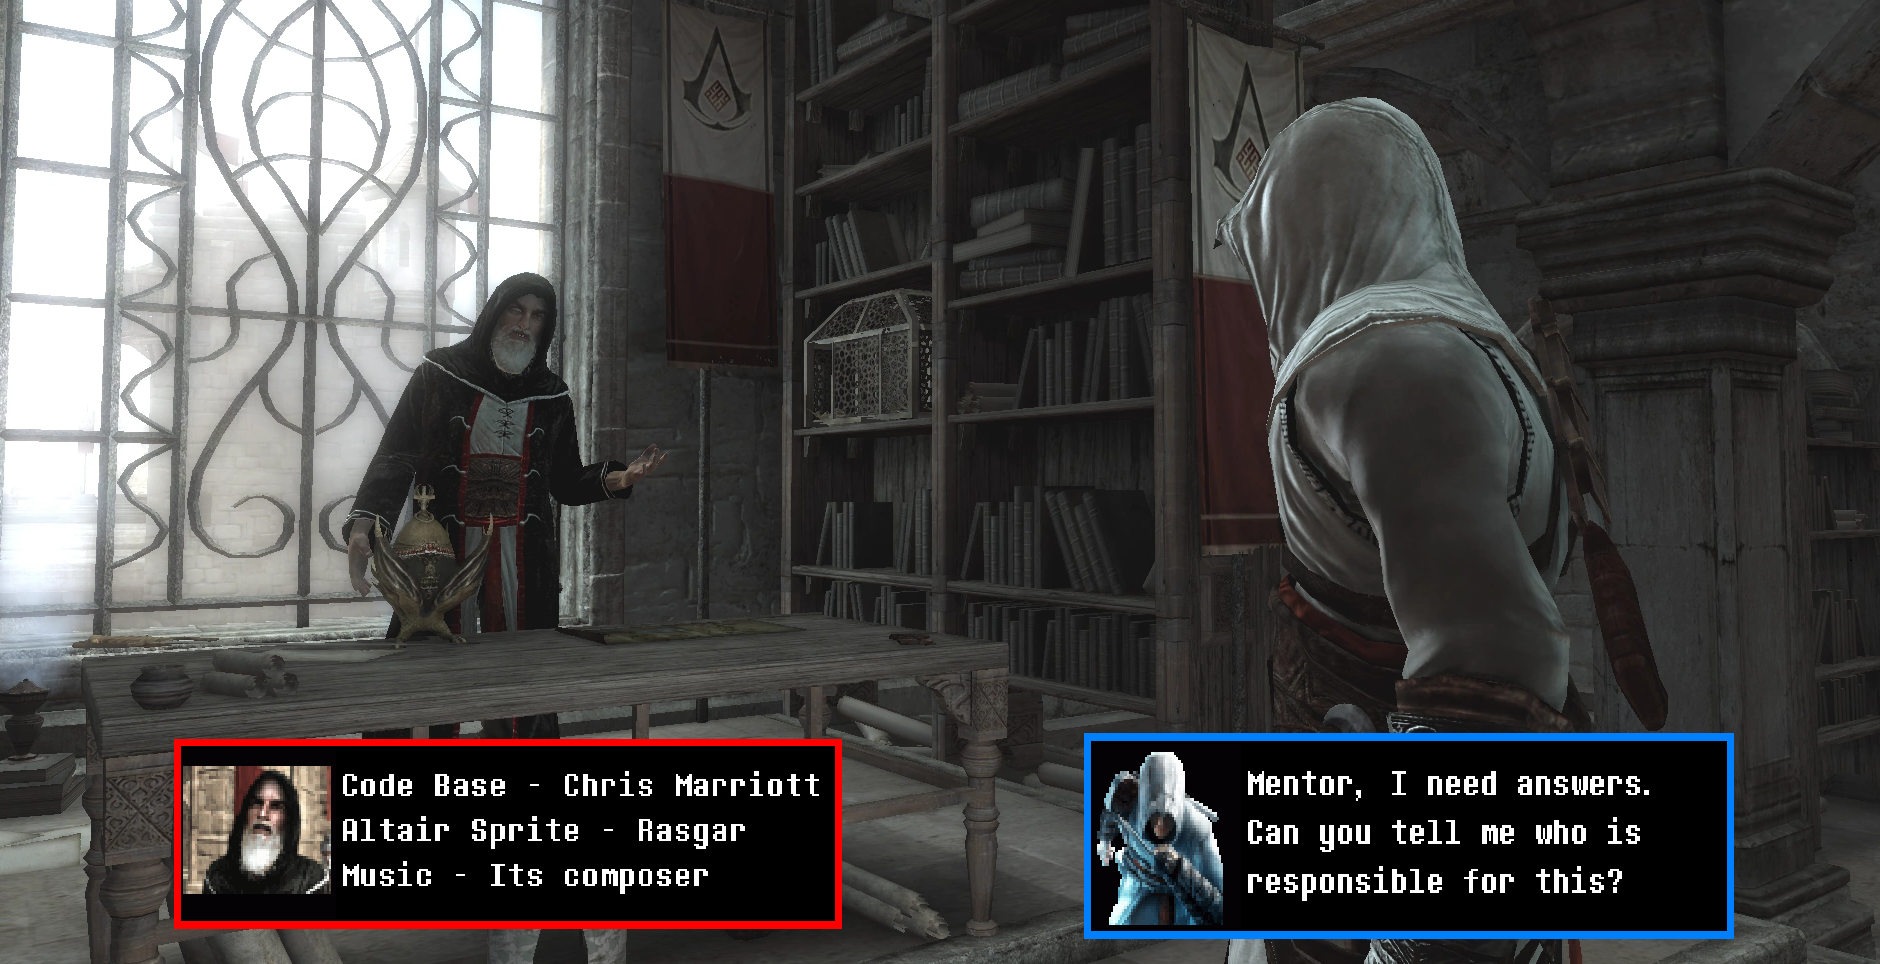 Code Base - Chris Marriott
Altair Sprite - Rasgar
Music - Its composer
Mentor, I need answers.
Can you tell me who is
responsible for this?